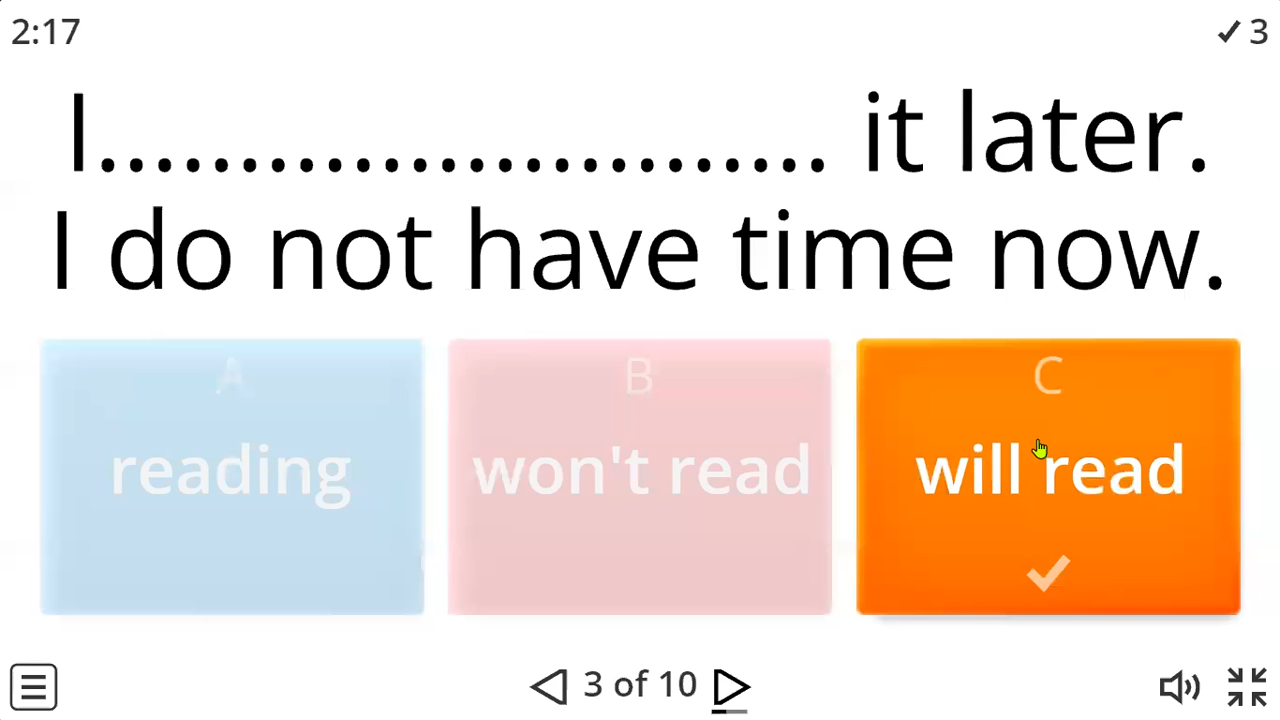 2:17
✓ 3
I.......................... it later.
I do not have time now.
A
B
C
reading
won't read
will read
3 of 10